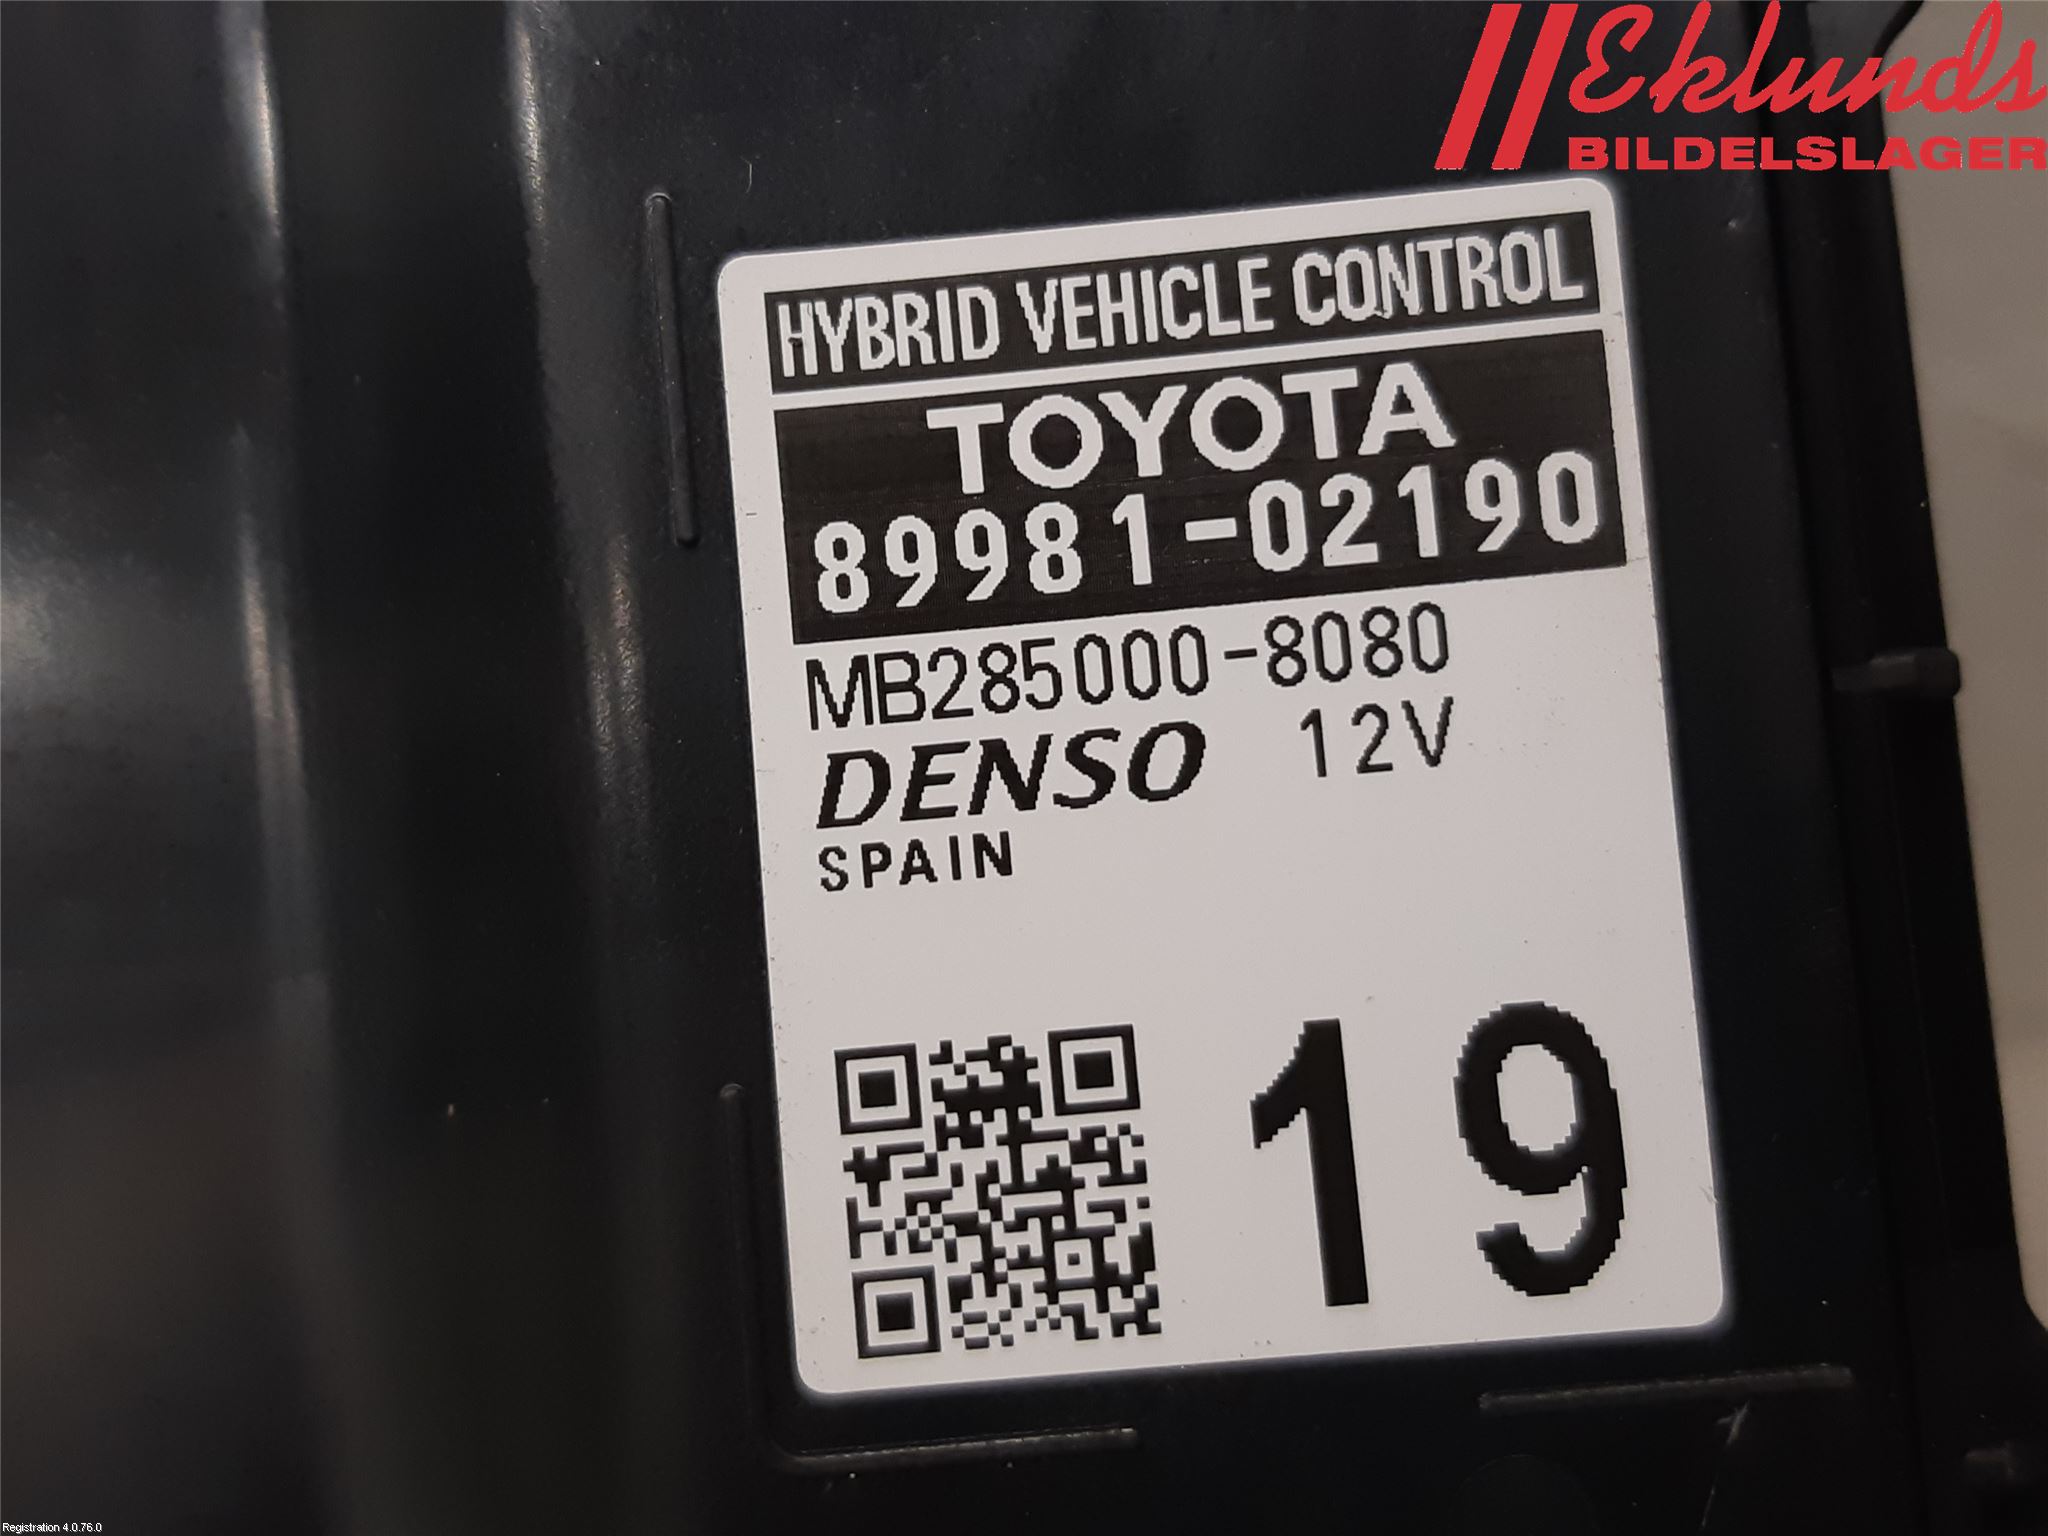 Eklunds
BILDELSLAGER
HYBRID VEHICLE CONTROL
TOYOTA
89981-02190
MB285000-8080
DENSO 12V
SPAIN
19
Registration 4.0.76.0